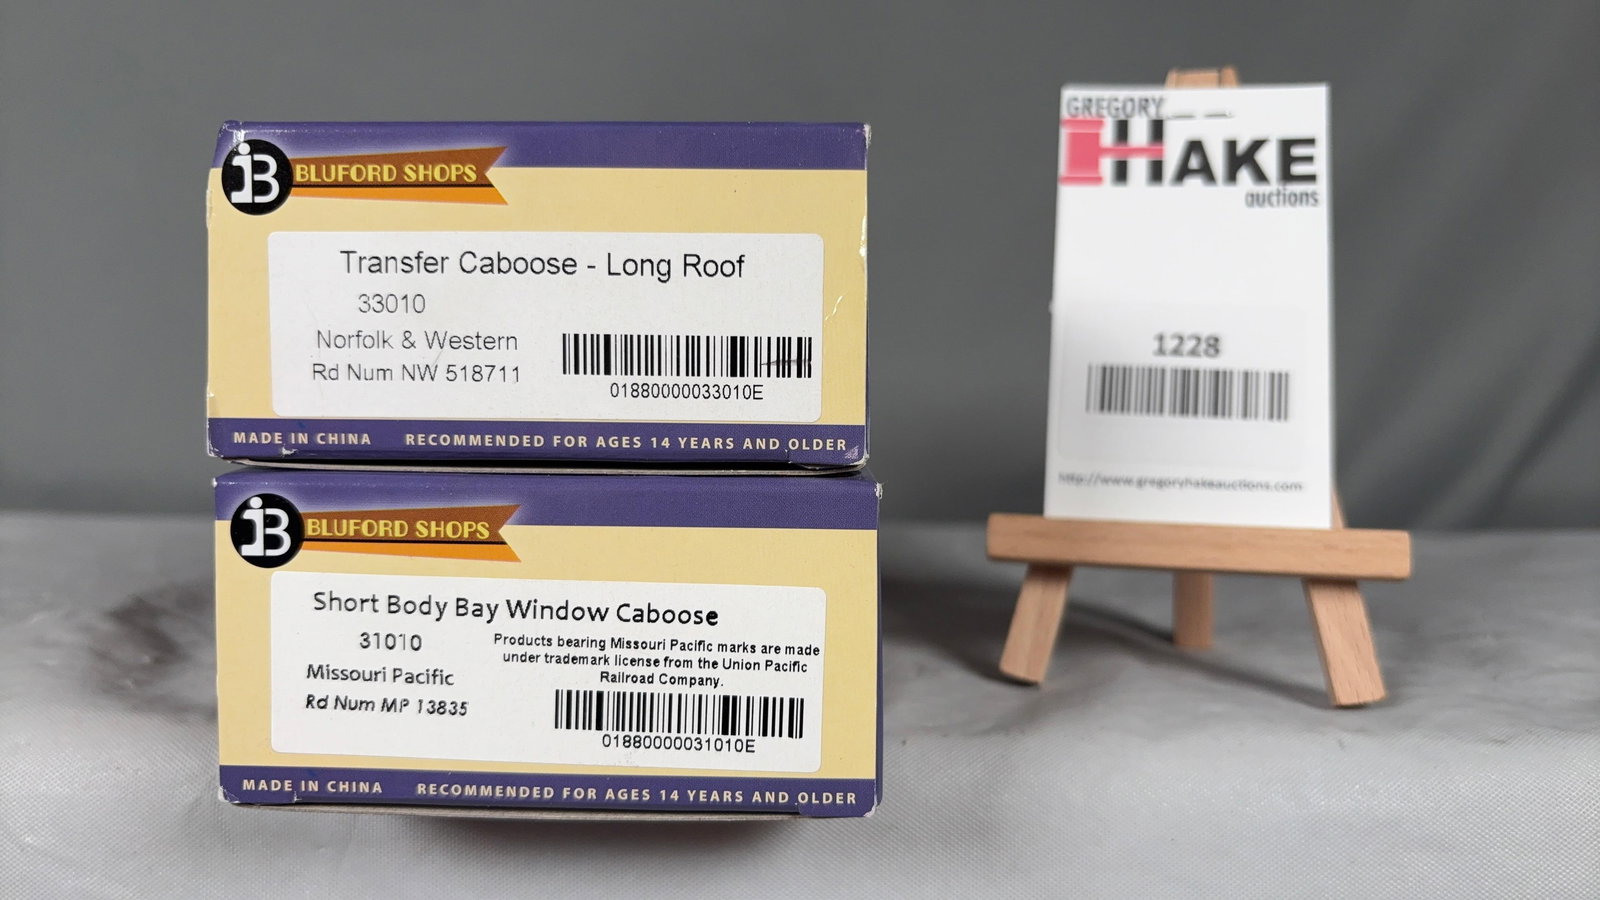 BLUFORD SHOPS
Transfer Caboose - Long Roof
33010
Norfolk & Western
Rd Num NW 518711
01880000033010E
MADE IN CHINA RECOMMENDED FOR AGES 14 YEARS AND OLDER
BLUFORD SHOPS
Short Body Bay Window Caboose
31010
Products bearing Missouri Pacific marks are made
under trademark license from the Union Pacific
Railroad Company.
Missouri Pacific
Rd Num MP 13835
01880000031010E
MADE IN CHINA RECOMMENDED FOR AGES 14 YEARS AND OLDER
GREGORY
HAKE
auctions
1228
http://www.gregoryhakeauctions.com